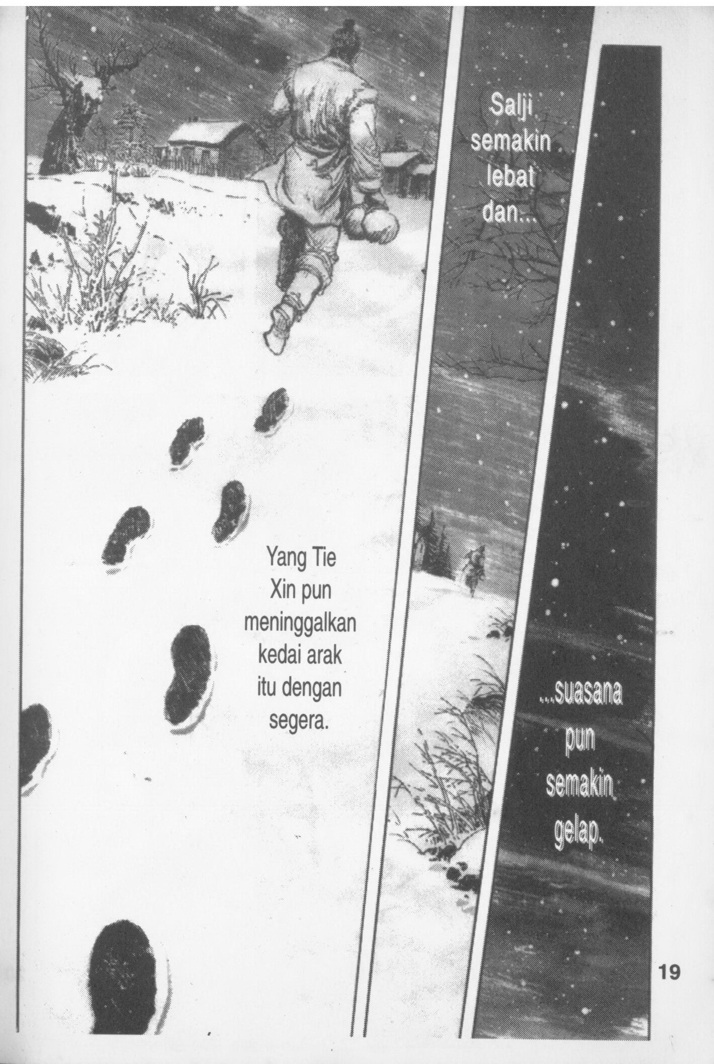 Yang Tie
Xin pun
meninggalkan
kedai arak
itu dengan
segera.
Salji
semakin
lebat
dan...
...suasana
pun
semakin
gelap.
19